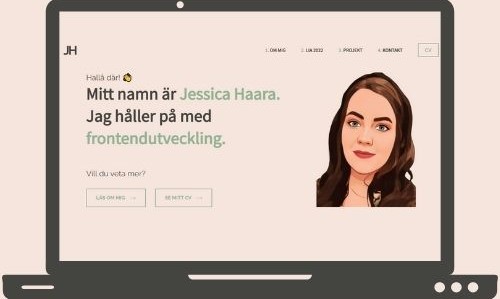 JH
1. OM MIG
2. LIA 2022
3. PROJEKT
4. KONTAKT
CV
Hallå där!
Mitt namn är Jessica Haara.
Jag håller på med
frontendutveckling.
Vill du veta mer?
LÄS OM MIG
SE MITT CV